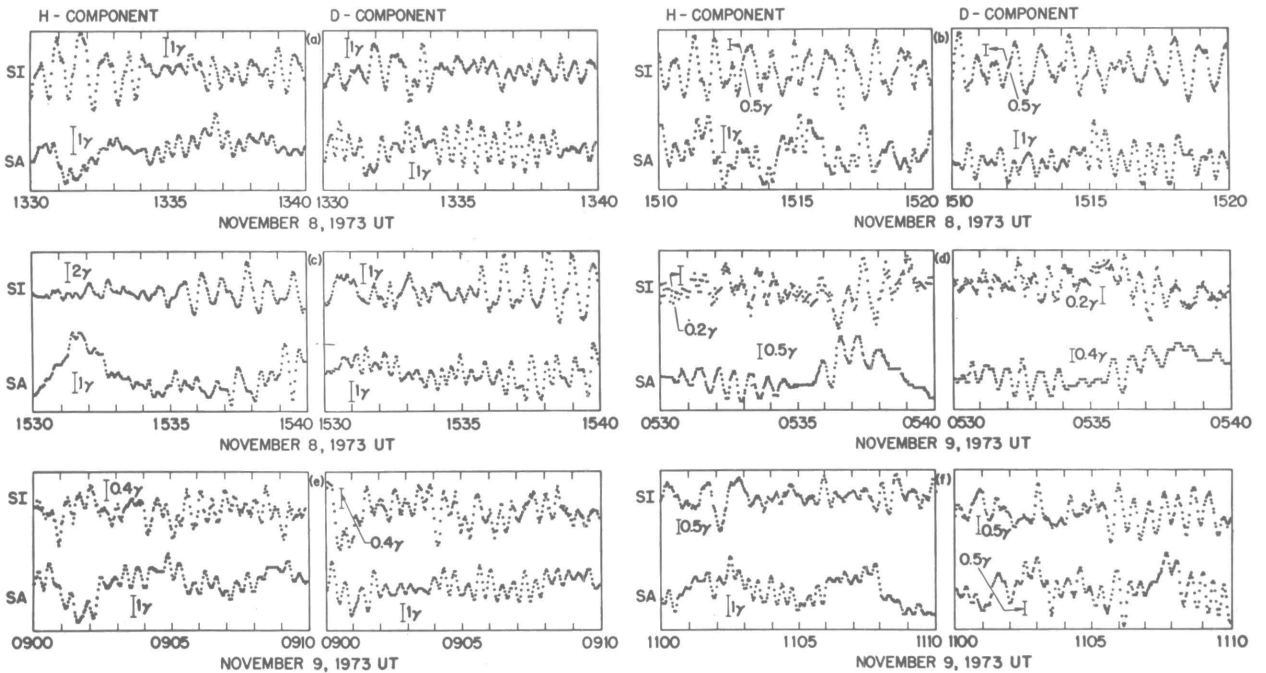 H - COMPONENT
D - COMPONENT
H - COMPONENT
D - COMPONENT
(a)
SI
1γ
1γ
SA
1γ
1γ
1330
1335
1340
1330
1335
1340
NOVEMBER 8, 1973 UT
(b)
SI
0.5γ
0.5γ
SA
1γ
1γ
1510
1515
1520
1510
1515
1520
NOVEMBER 8, 1973 UT
(c)
SI
2γ
1γ
SA
1γ
1γ
1530
1535
1540
1530
1535
1540
NOVEMBER 8, 1973 UT
(d)
SI
0.2γ
0.2γ
SA
0.5γ
0.4γ
0530
0535
0540
0530
0535
0540
NOVEMBER 9, 1973 UT
(e)
SI
0.4γ
0.4γ
SA
1γ
1γ
0900
0905
0910
0900
0905
0910
NOVEMBER 9, 1973 UT
(f)
SI
0.5γ
0.5γ
SA
1γ
0.5γ
1100
1105
1110
1100
1105
1110
NOVEMBER 9, 1973 UT